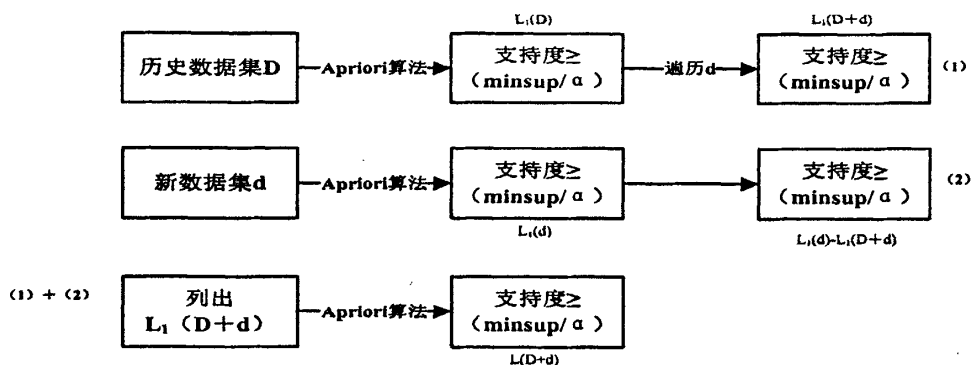 L₁(D)
L₁(D+d)
历史数据集D
Apriori算法
支持度≥
（minsup/α）
遍历d
支持度≥
（minsup/α）
（1）
新数据集d
Apriori算法
支持度≥
（minsup/α）
支持度≥
（minsup/α）
（2）
L₁(d)
L₁(d)-L₁(D+d)
（1）+（2）
列出
L₁（D+d）
Apriori算法
支持度≥
（minsup/α）
L(D+d)